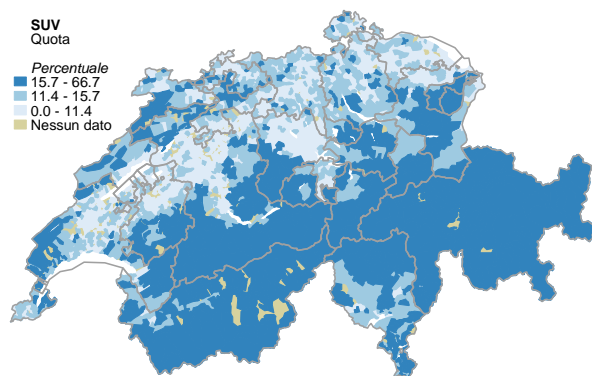 SUV
Quota
Percentuale
15.7 - 66.7
11.4 - 15.7
0.0 - 11.4
Nessun dato